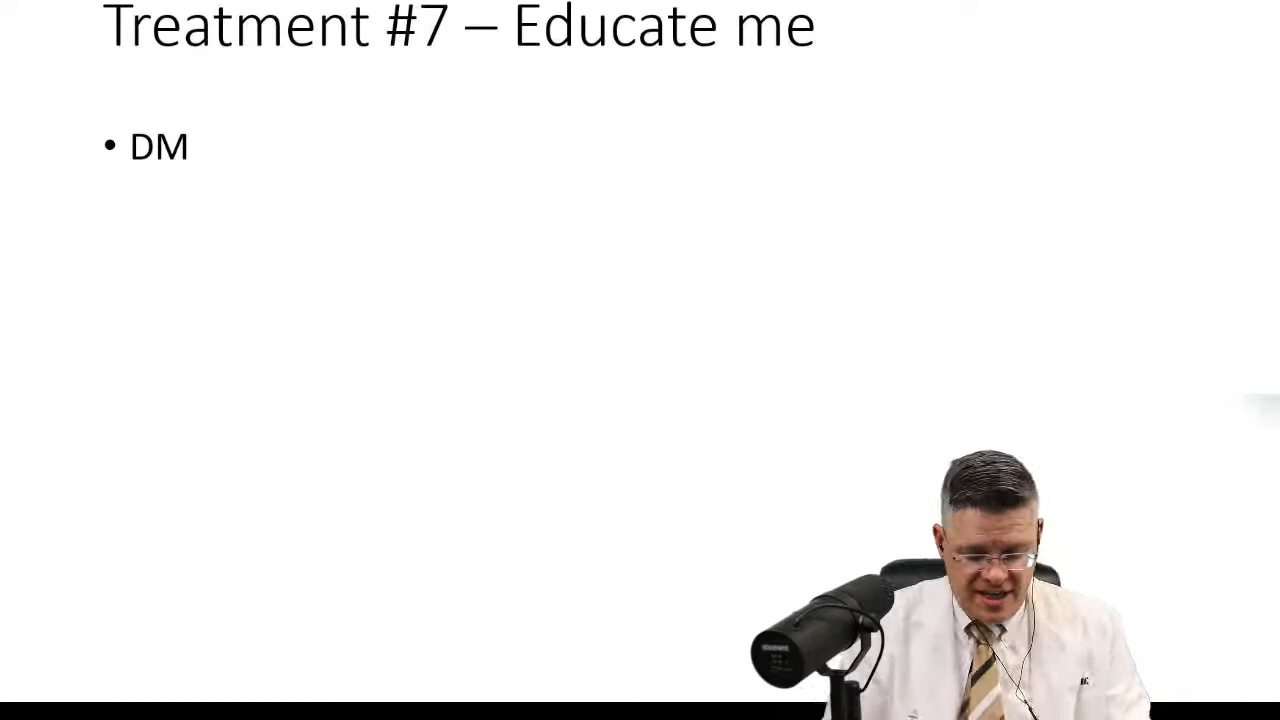 Treatment #7 – Educate me
• DM